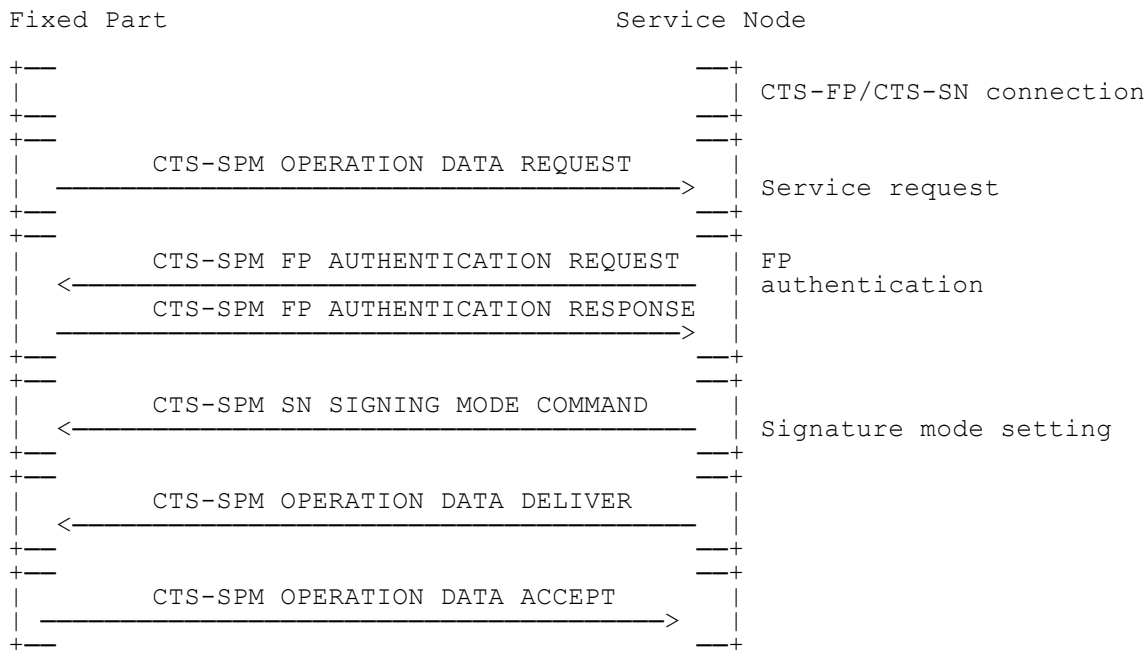 Fixed Part Service Node
CTS-FP/CTS-SN connection
CTS-SPM OPERATION DATA REQUEST
Service request
CTS-SPM FP AUTHENTICATION REQUEST FP
authentication
CTS-SPM FP AUTHENTICATION RESPONSE
CTS-SPM SN SIGNING MODE COMMAND
Signature mode setting
CTS-SPM OPERATION DATA DELIVER
CTS-SPM OPERATION DATA ACCEPT